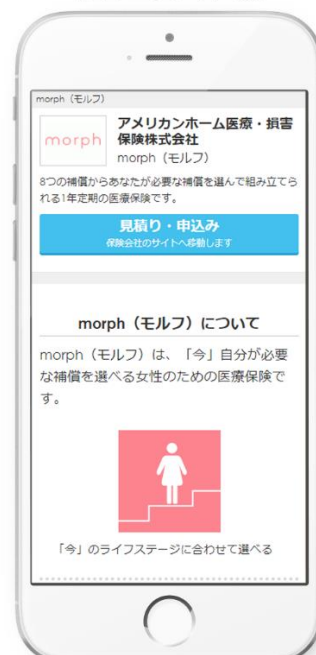 morph（モルフ）
morph
アメリカンホーム医療・損害
保険株式会社
morph（モルフ）
8つの補償からあなたが必要な補償を選んで組み立てら
れる1年定期の医療保険です。
見積り・申込み
保険会社のサイトへ移動します
morph（モルフ）について
morph（モルフ）は、「今」自分が必要
な補償を選べる女性のための医療保険で
す。
「今」のライフステージに合わせて選べる